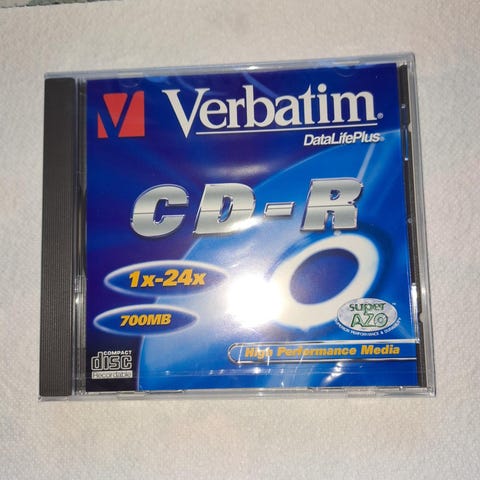 Verbatim®
DataLifePlus®
CD-R
1x-24x
700MB
super
AZO
High Performance Media
COMPACT
disc
Recordable